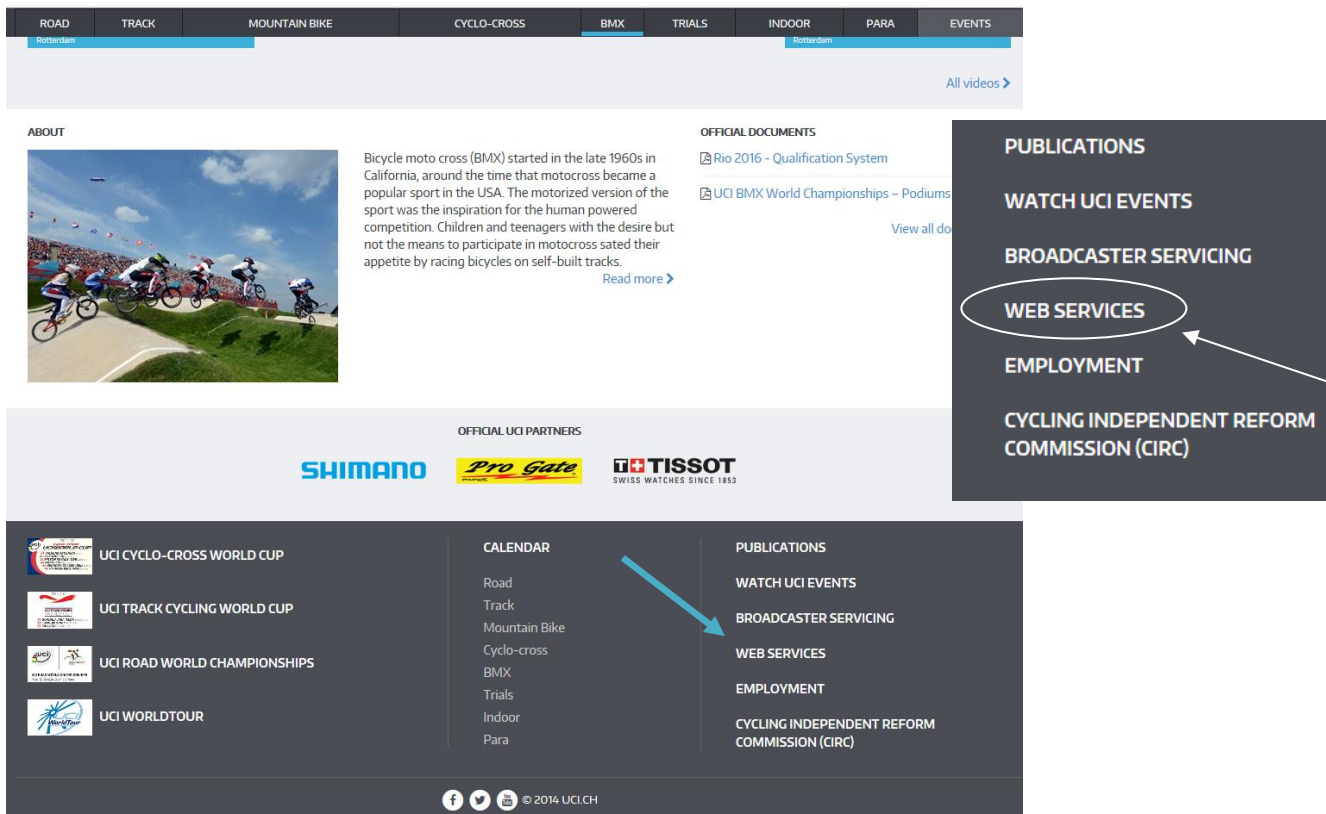 ROAD TRACK MOUNTAIN BIKE CYCLO-CROSS BMX TRIALS INDOOR PARA EVENTS
Rotterdam Rotterdam
All videos
ABOUT
Bicycle moto cross (BMX) started in the late 1960s in
California, around the time that motocross became a
popular sport in the USA. The motorized version of the
sport was the inspiration for the human powered
competition. Children and teenagers with the desire but
not the means to participate in motocross sated their
appetite by racing bicycles on self-built tracks.
Read more
OFFICIAL DOCUMENTS
Rio 2016 - Qualification System
UCI BMX World Championships – Podiums
View all do
PUBLICATIONS
WATCH UCI EVENTS
BROADCASTER SERVICING
WEB SERVICES
EMPLOYMENT
CYCLING INDEPENDENT REFORM
COMMISSION (CIRC)
OFFICIAL UCI PARTNERS
SHIMANO
Pro Gate
TISSOT
SWISS WATCHES SINCE 1853
UCI CYCLO-CROSS WORLD CUP
UCI TRACK CYCLING WORLD CUP
UCI ROAD WORLD CHAMPIONSHIPS
UCI WORLDTOUR
CALENDAR
Road
Track
Mountain Bike
Cyclo-cross
BMX
Trials
Indoor
Para
PUBLICATIONS
WATCH UCI EVENTS
BROADCASTER SERVICING
WEB SERVICES
EMPLOYMENT
CYCLING INDEPENDENT REFORM
COMMISSION (CIRC)
© 2014 UCI.CH